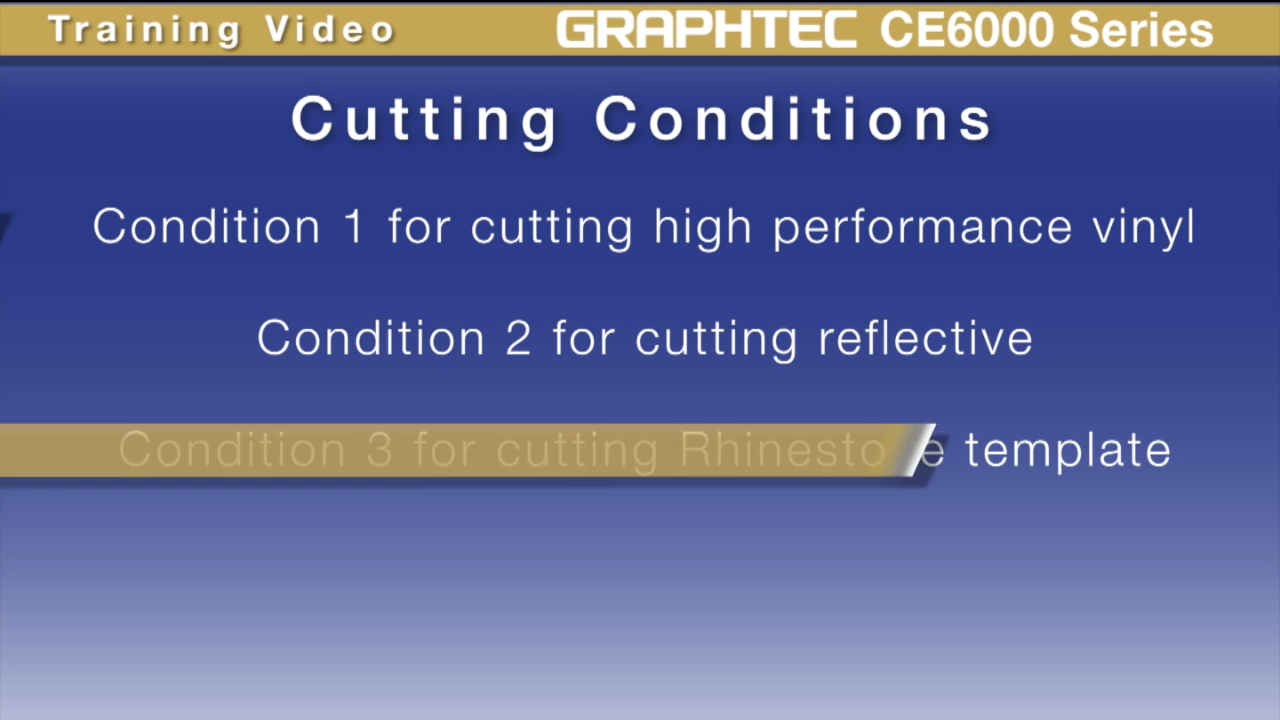 Training Video GRAPHTEC CE6000 Series
Cutting Conditions
Condition 1 for cutting high performance vinyl
Condition 2 for cutting reflective
Condition 3 for cutting Rhinestone template